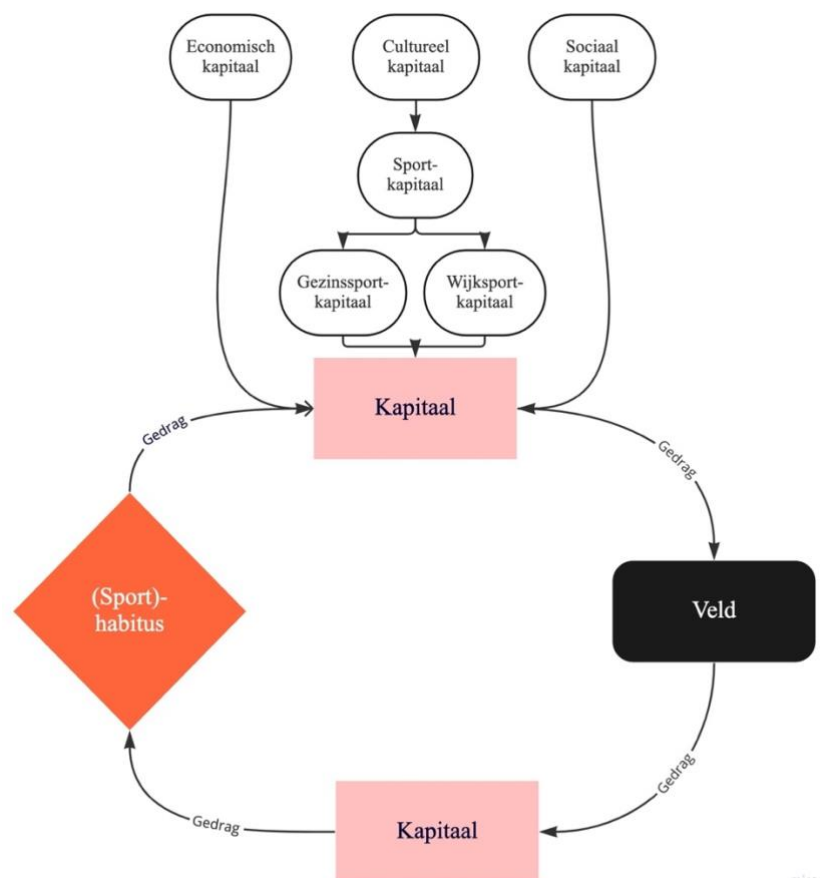 Economisch
kapitaal
Cultureel
kapitaal
Sociaal
kapitaal
Sport-
kapitaal
Gezinssport-
kapitaal
Wijksport-
kapitaal
Kapitaal
Gedrag
Gedrag
(Sport)-
habitus
Veld
Gedrag
Gedrag
Kapitaal